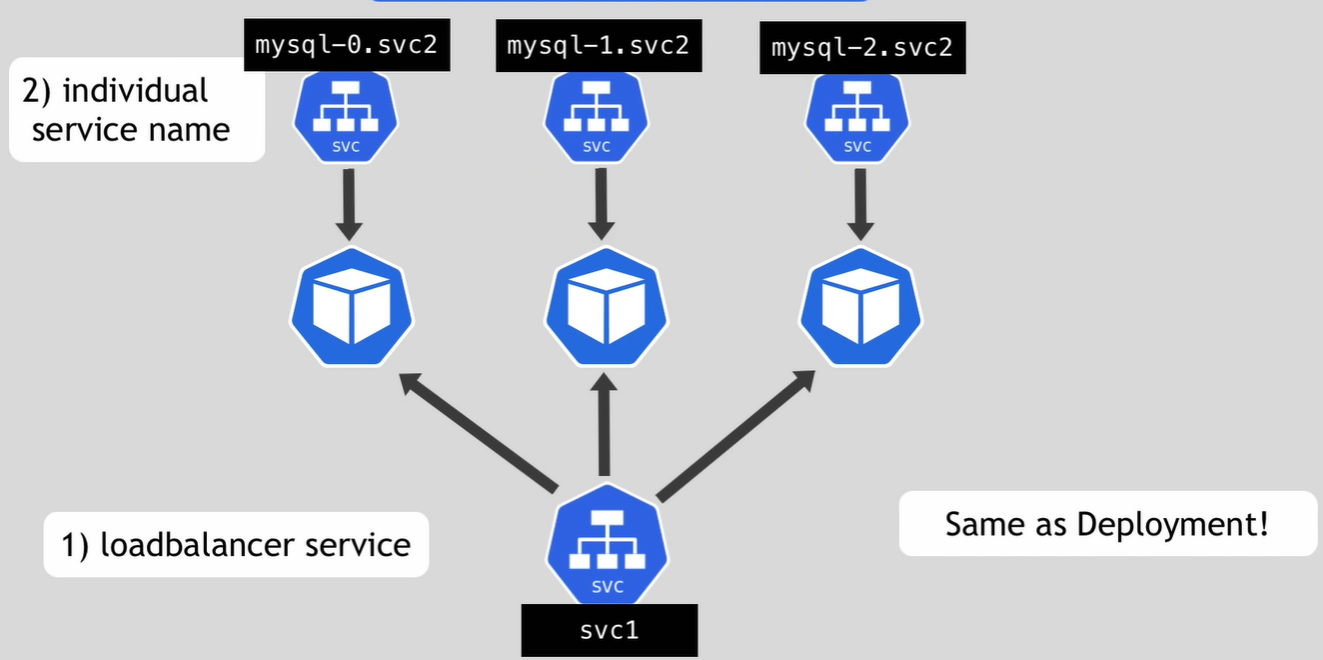 mysql-0.svc2
mysql-1.svc2
mysql-2.svc2
2) individual
service name
svc
svc
svc
1) loadbalancer service
Same as Deployment!
svc
svc1